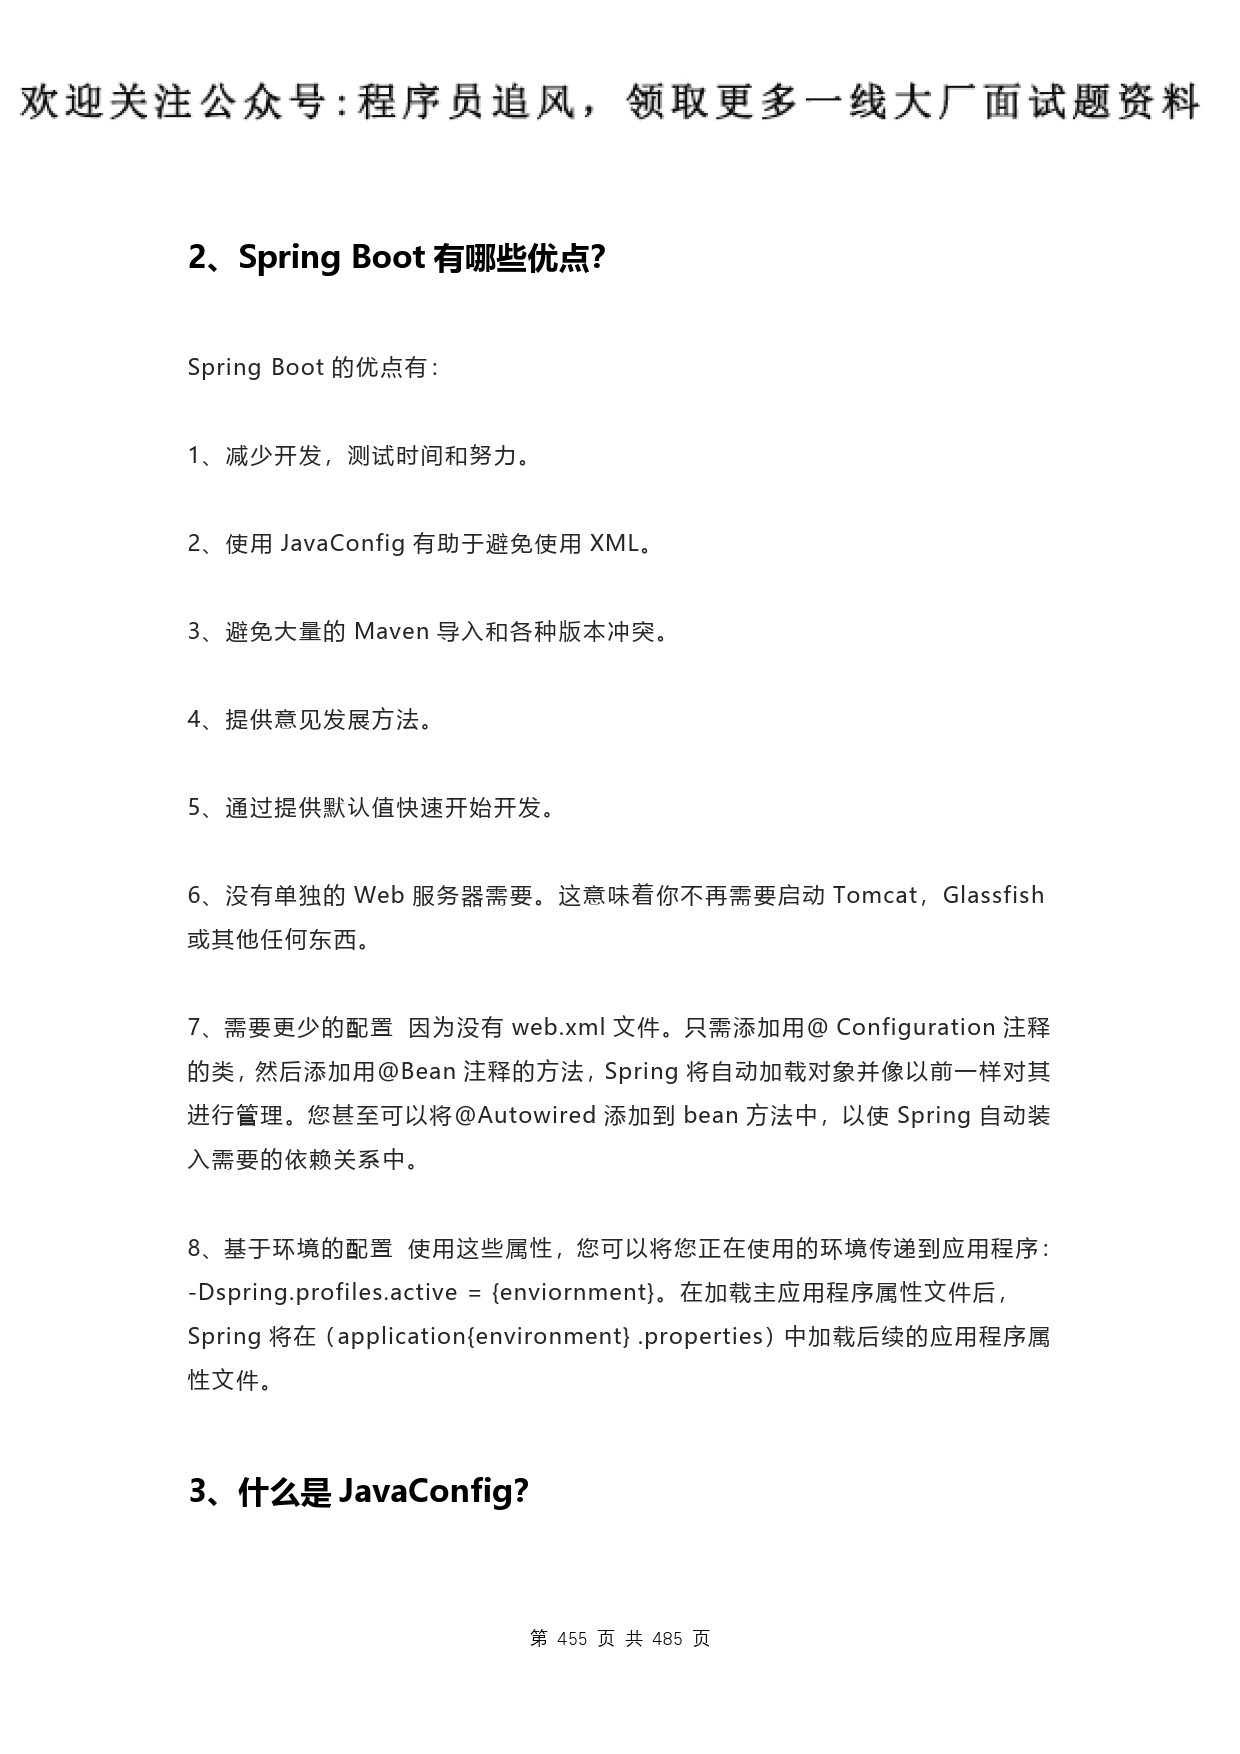 欢迎关注公众号:程序员追风，领取更多一线大厂面试题资料
2、Spring Boot 有哪些优点？
Spring Boot 的优点有：
1、减少开发，测试时间和努力。
2、使用 JavaConfig 有助于避免使用 XML。
3、避免大量的 Maven 导入和各种版本冲突。
4、提供意见发展方法。
5、通过提供默认值快速开始开发。
6、没有单独的 Web 服务器需要。这意味着你不再需要启动 Tomcat，Glassfish
或其他任何东西。
7、需要更少的配置 因为没有 web.xml 文件。只需添加用@ Configuration 注释
的类，然后添加用@Bean 注释的方法，Spring 将自动加载对象并像以前一样对其
进行管理。您甚至可以将@Autowired 添加到 bean 方法中，以使 Spring 自动装
入需要的依赖关系中。
8、基于环境的配置 使用这些属性，您可以将您正在使用的环境传递到应用程序：
-Dspring.profiles.active = {enviornment}。在加载主应用程序属性文件后，
Spring 将在（application{environment} .properties）中加载后续的应用程序属
性文件。
3、什么是 JavaConfig？
第 455 页 共 485 页